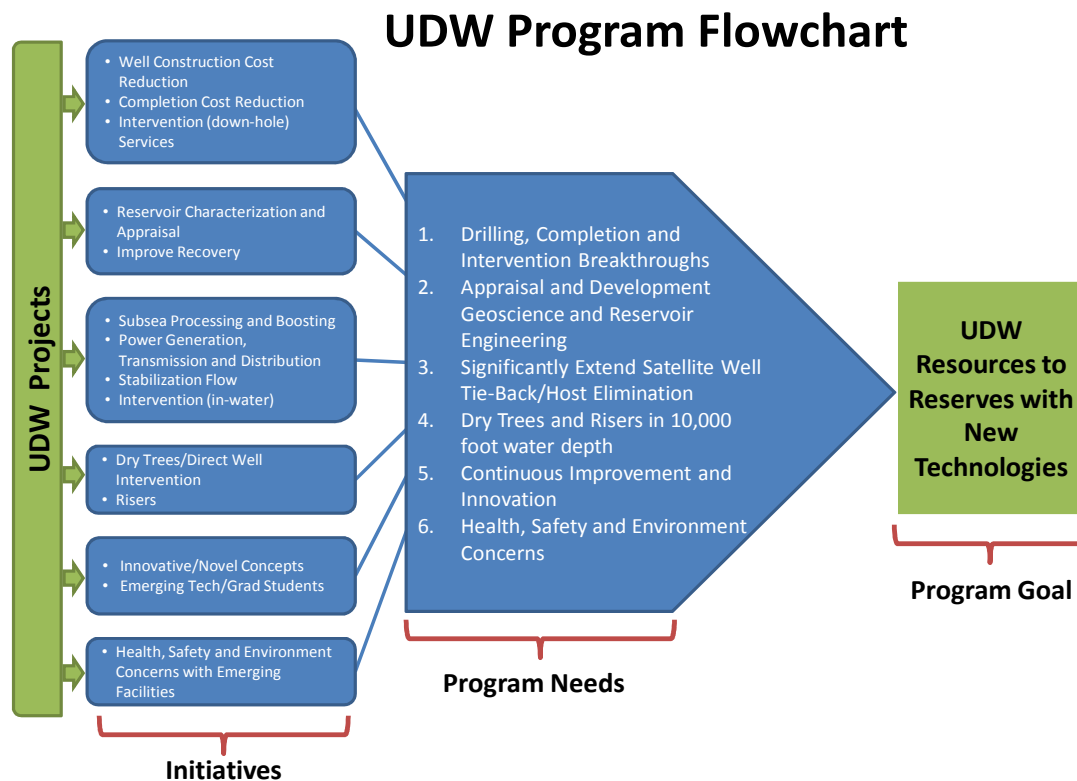 UDW Program Flowchart
UDW Projects
• Well Construction Cost
Reduction
• Completion Cost Reduction
• Intervention (down-hole)
Services
• Reservoir Characterization and
Appraisal
• Improve Recovery
• Subsea Processing and Boosting
• Power Generation,
Transmission and Distribution
• Stabilization Flow
• Intervention (in-water)
• Dry Trees/Direct Well
Intervention
• Risers
• Innovative/Novel Concepts
• Emerging Tech/Grad Students
• Health, Safety and Environment
Concerns with Emerging
Facilities
Initiatives
1. Drilling, Completion and
Intervention Breakthroughs
2. Appraisal and Development
Geoscience and Reservoir
Engineering
3. Significantly Extend Satellite Well
Tie-Back/Host Elimination
4. Dry Trees and Risers in 10,000
foot water depth
5. Continuous Improvement and
Innovation
6. Health, Safety and Environment
Concerns
Program Needs
UDW
Resources to
Reserves with
New
Technologies
Program Goal